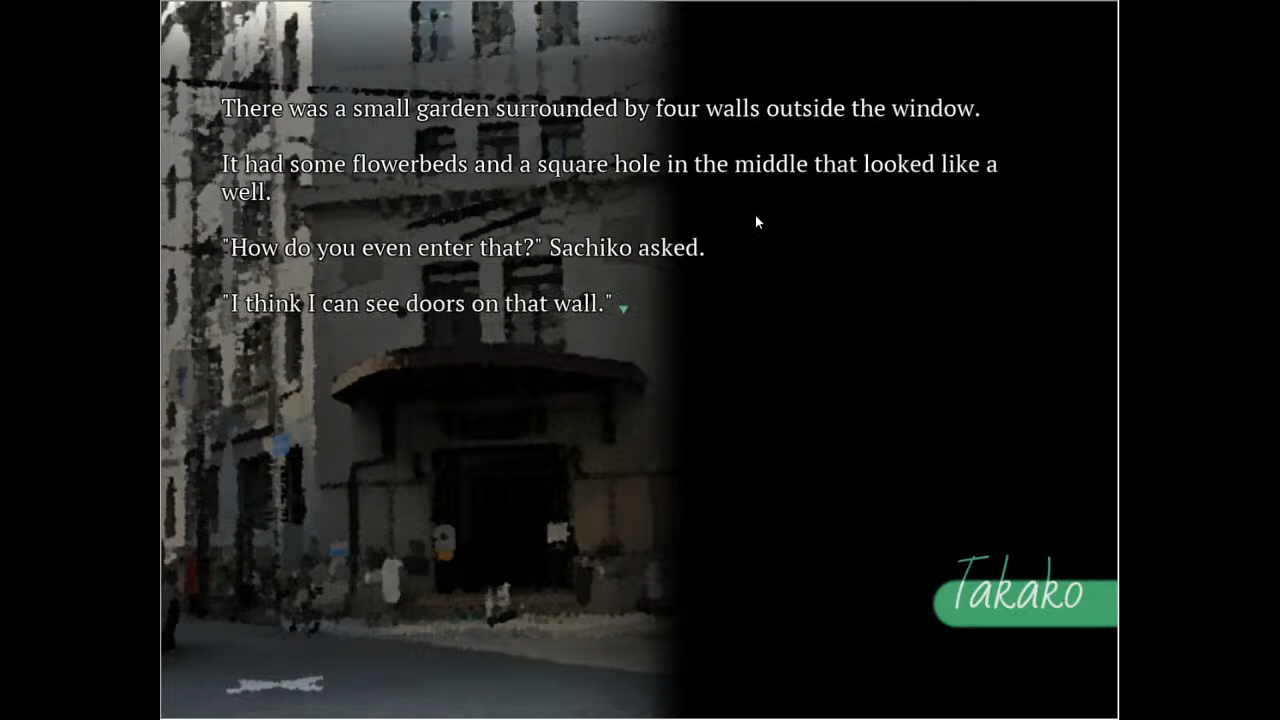 There was a small garden surrounded by four walls outside the window.
It had some flowerbeds and a square hole in the middle that looked like a
well.
"How do you even enter that?" Sachiko asked.
"I think I can see doors on that wall."
Takako